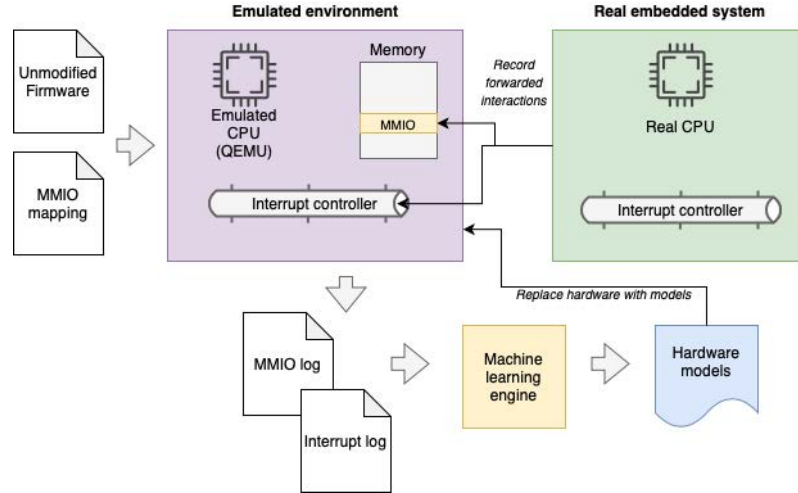 Emulated environment
Real embedded system
Unmodified
Firmware
MMIO
mapping
Emulated
CPU
(QEMU)
Memory
MMIO
Interrupt controller
Record
forwarded
interactions
Real CPU
Interrupt controller
Replace hardware with models
MMIO log
Interrupt log
Machine
learning
engine
Hardware
models